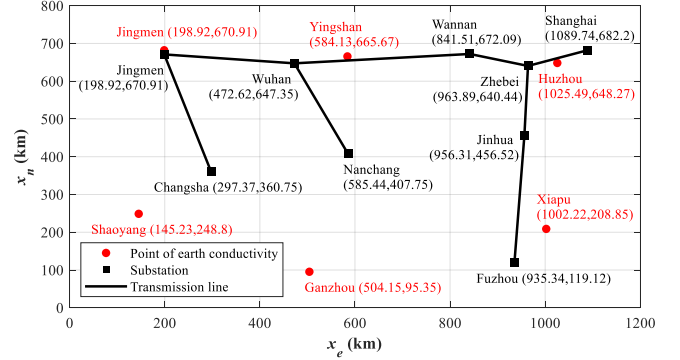 800
700
600
500
400
300
200
100
0
x_n (km)
Jingmen (198.92,670.91)
Yingshan
(584.13,665.67)
Wannan
(841.51,672.09)
Shanghai
(1089.74,682.2)
Jingmen
(198.92,670.91)
Wuhan
(472.62,647.35)
Zhebei
(963.89,640.44)
Huzhou
(1025.49,648.27)
Jinhua
(956.31,456.52)
Changsha (297.37,360.75)
Nanchang
(585.44,407.75)
Shaoyang (145.23,248.8)
Xiapu
(1002.22,208.85)
Point of earth conductivity
Substation
Transmission line
Ganzhou (504.15,95.35)
Fuzhou (935.34,119.12)
0 200 400 600 800 1000 1200
x_e (km)